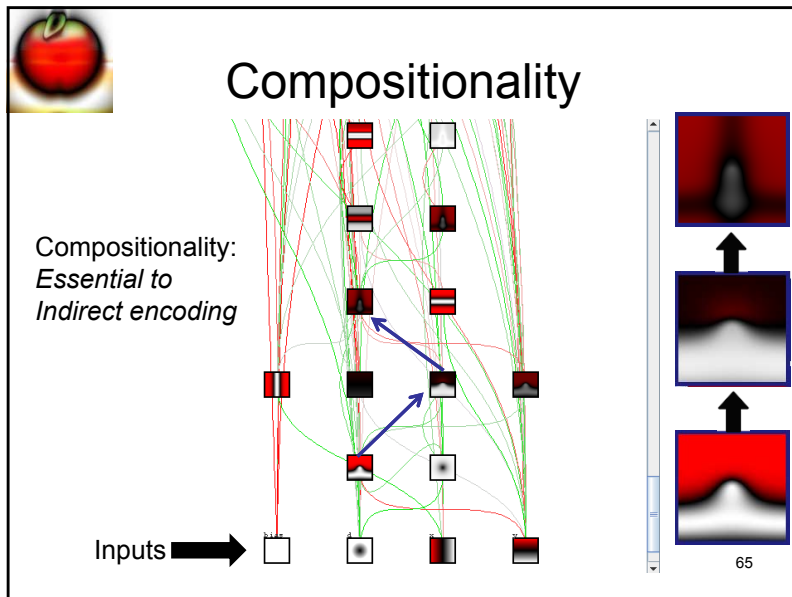 Compositionality
Compositionality:
Essential to
Indirect encoding
Inputs
d
65